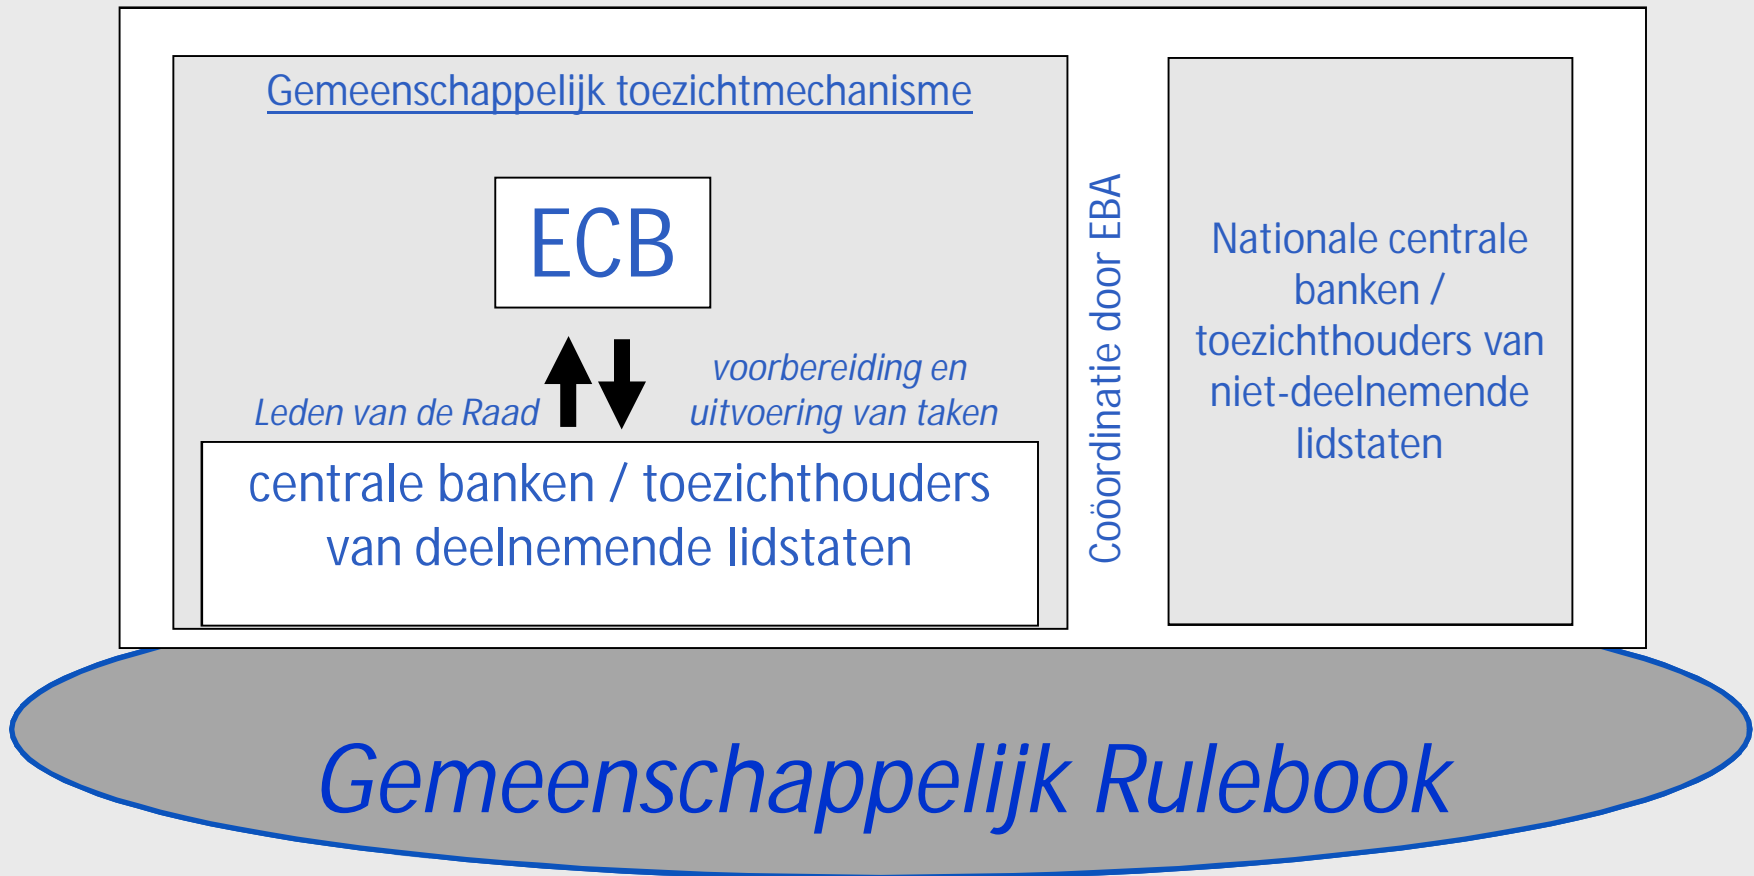 Gemeenschappelijk toezichtmechanisme
ECB
Leden van de Raad
voorbereiding en
uitvoering van taken
centrale banken / toezichthouders
van deelnemende lidstaten
Coöordinatie door EBA
Nationale centrale
banken /
toezichthouders van
niet-deelnemende
lidstaten
Gemeenschappelijk Rulebook